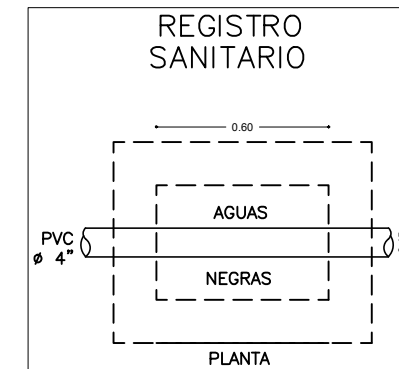 REGISTRO
SANITARIO
0.60
AGUAS
PVC
ø 4"
NEGRAS
PLANTA